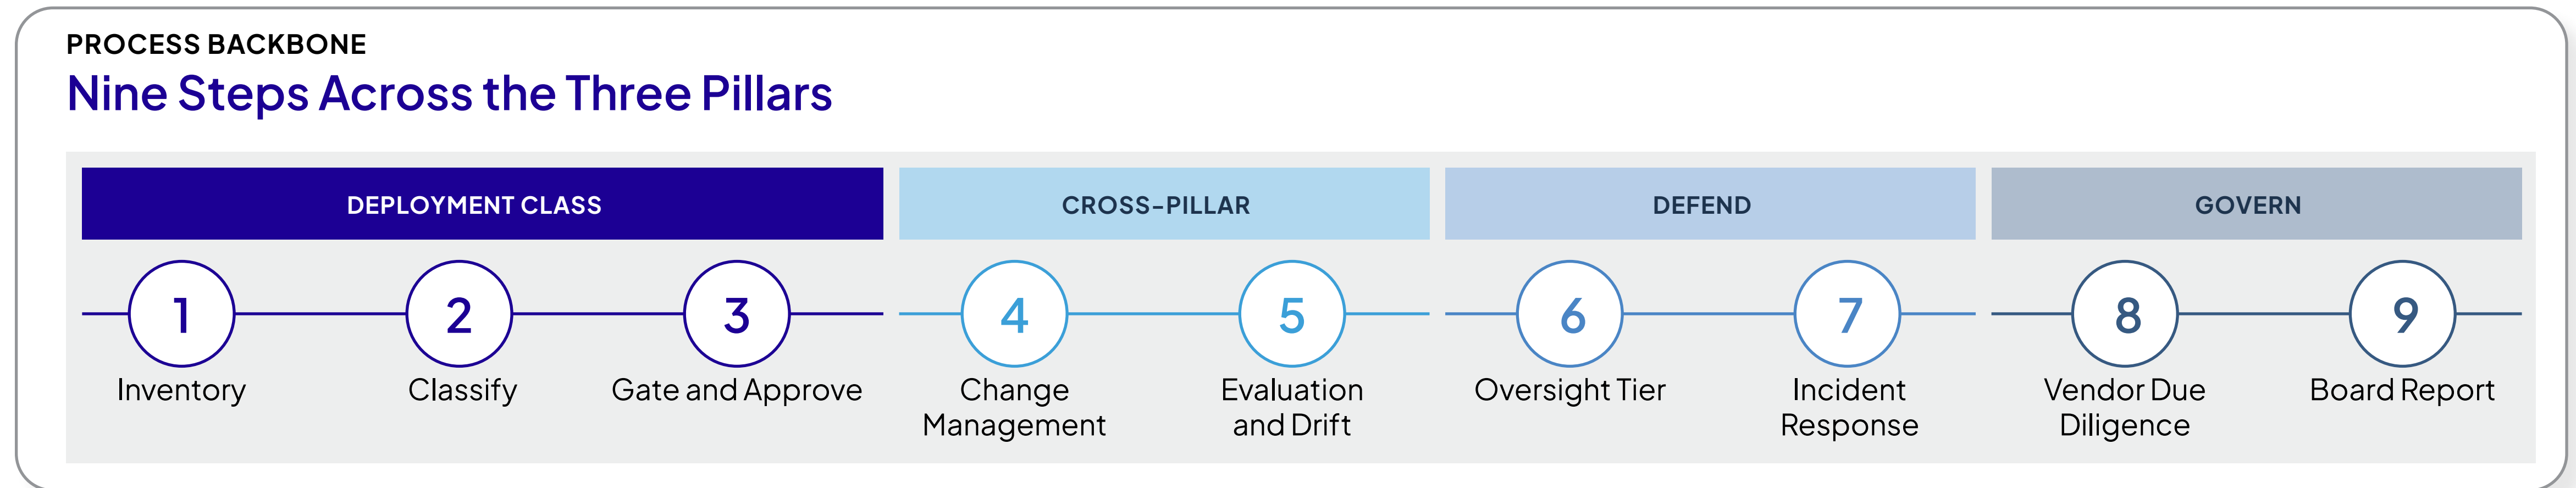 PROCESS BACKBONE
Nine Steps Across the Three Pillars
DEPLOYMENT CLASS
CROSS-PILLAR
DEFEND
GOVERN
1
2
3
4
5
6
7
8
9
Inventory
Classify
Gate and Approve
Change
Management
Evaluation
and Drift
Oversight Tier
Incident
Response
Vendor Due
Diligence
Board Report